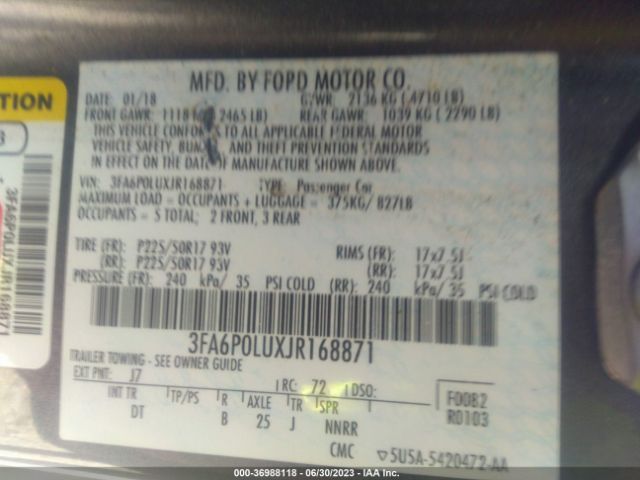 TION
3FA6P0LUXJR168871
MFD. BY FOPD MOTOR CO.
DATE: 01/18 GVWR: 2136 KG ( 4710 LB)
FRONT GAWR: 1118 2465 LB) REAR GAWR: 1039 KG ( 2290 LB)
THIS VEHICLE CONFORMS TO ALL APPLICABLE FEDERAL MOTOR
VEHICLE SAFETY, BUMPER, AND THEFT PREVENTION STANDARDS
IN EFFECT ON THE DATE OF MANUFACTURE SHOWN ABOVE.
VIN: 3FA6P0LUXJR168871 TYPE: Passenger Car
MAXIMUM LOAD = OCCUPANTS + LUGGAGE = 375KG/ 827LB
OCCUPANTS = 5 TOTAL; 2 FRONT, 3 REAR
TIRE (FR): P225/50R17 93V RIMS (FR): 17x7.5J
(RR): P225/50R17 93V (RR): 17x7.5J
PRESSURE (FR): 240 kPa/ 35 PSI COLD (RR): 240 kPa/ 35 PSI COLD
3FA6P0LUXJR168871
TRAILER TOWING - SEE OWNER GUIDE
EXT PNT: J7 RC: 72 DSO: F0082
INT TR TP/PS R AXLE TR SPR R0103
DT B 25 J NNRR
CMC ▽5U5A-5420472-AA
000-36988118 - 06/30/2023 - IAA Inc.